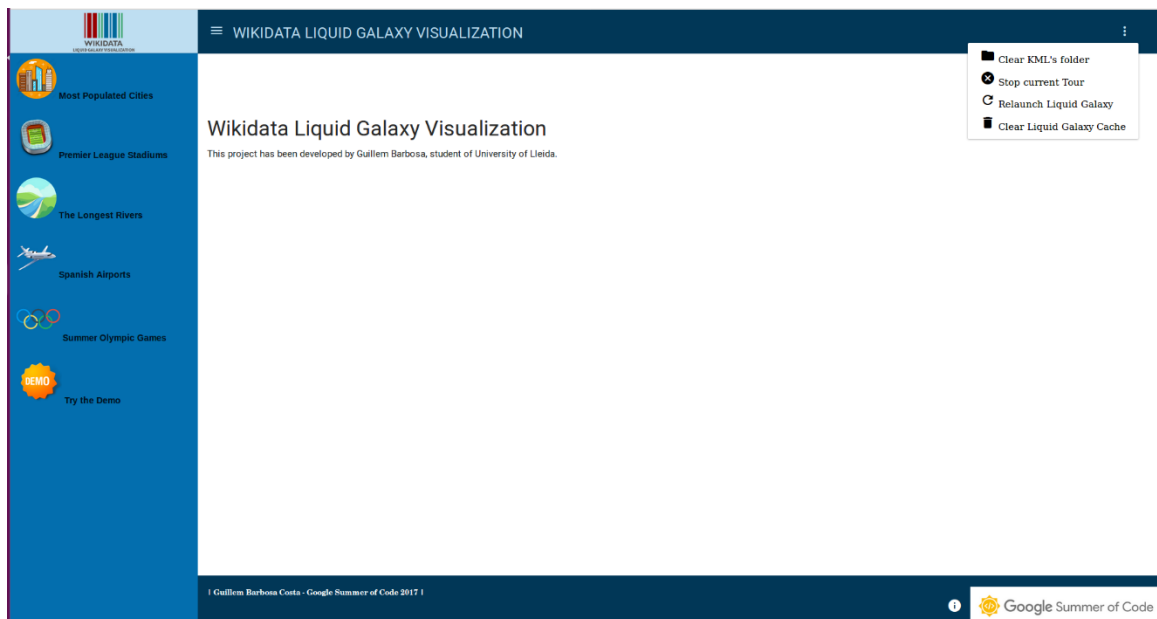 WIKIDATA
LIQUID GALAXY VISUALIZATION
WIKIDATA LIQUID GALAXY VISUALIZATION
Clear KML's folder
Stop current Tour
Relaunch Liquid Galaxy
Clear Liquid Galaxy Cache
Most Populated Cities
Premier League Stadiums
The Longest Rivers
Spanish Airports
Summer Olympic Games
DEMO
Try the Demo
Wikidata Liquid Galaxy Visualization
This project has been developed by Guillem Barbosa, student of University of Lleida.
| Guillem Barbosa Costa - Google Summer of Code 2017 |
Google Summer of Code